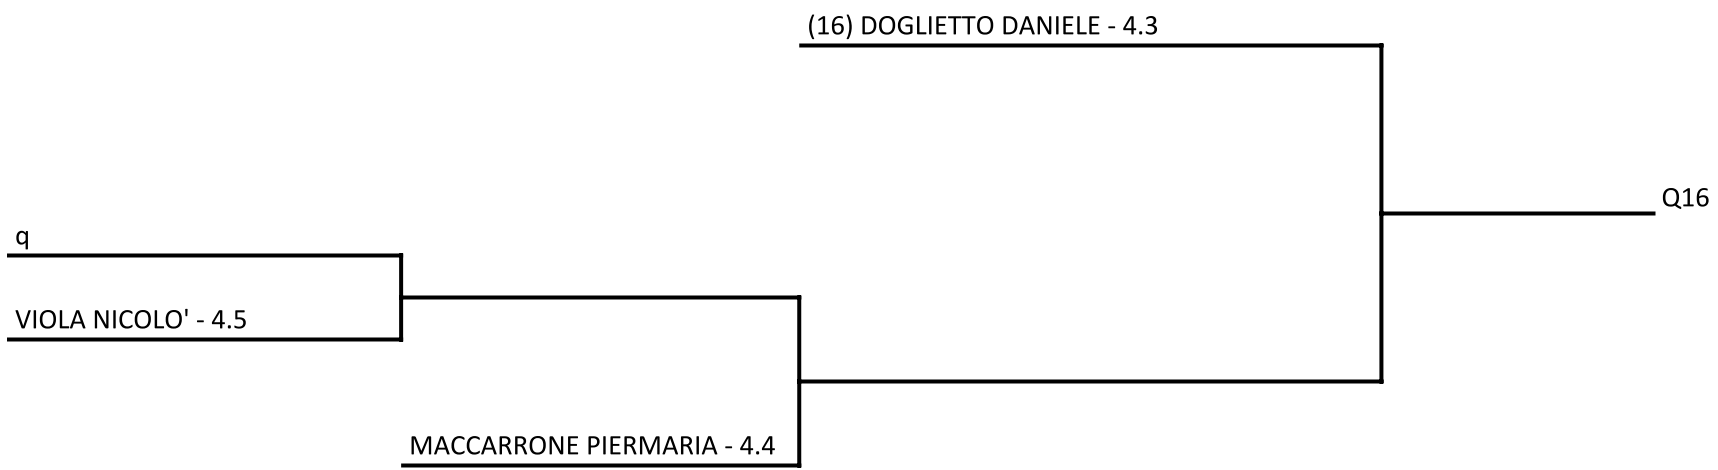 (16) DOGLIETTO DANIELE - 4.3
Q16
q
VIOLA NICOLO' - 4.5
MACCARRONE PIERMARIA - 4.4